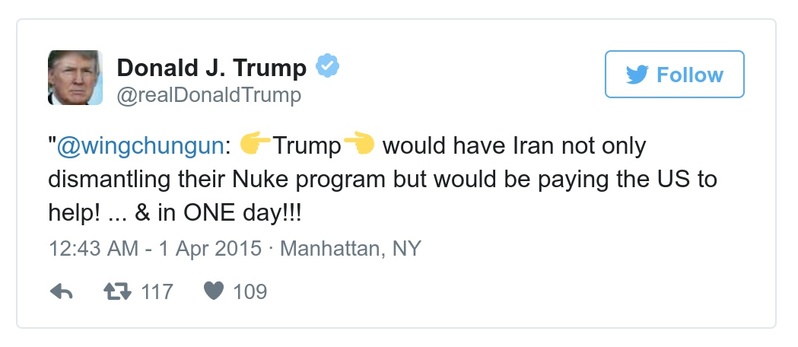 Donald J. Trump
@realDonaldTrump
Follow
"@wingchungun: 👉Trump👈 would have Iran not only
dismantling their Nuke program but would be paying the US to
help! ... & in ONE day!!!
12:43 AM - 1 Apr 2015 · Manhattan, NY
117 109